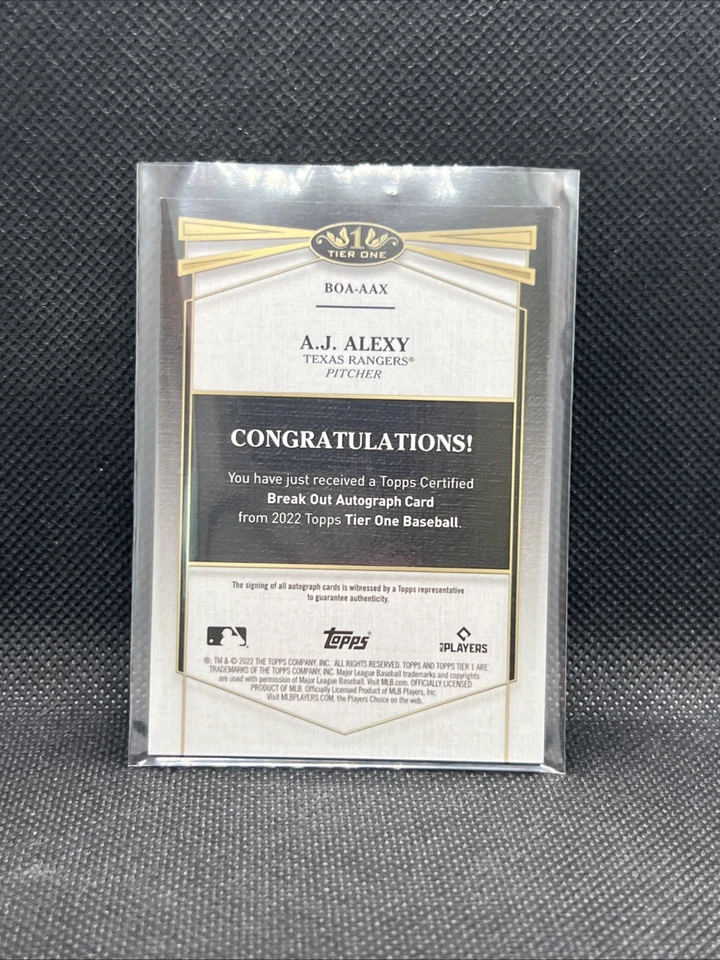 1
TIER ONE
BOA-AAX
A.J. ALEXY
TEXAS RANGERS®
PITCHER
CONGRATULATIONS!
You have just received a Topps Certified
Break Out Autograph Card
from 2022 Topps Tier One Baseball.
The signing of all autograph cards is witnessed by a Topps representative
to guarantee authenticity.
Topps® MLB PLAYERS
®, TM & © 2022 THE TOPPS COMPANY, INC. ALL RIGHTS RESERVED. TOPPS AND TOPPS TIER 1 ARE
TRADEMARKS OF THE TOPPS COMPANY, INC. Major League Baseball trademarks and copyrights
are used with permission of Major League Baseball. Visit MLB.com. OFFICIALLY LICENSED
PRODUCT OF MLB. Officially Licensed Product of MLB Players, Inc.
Visit MLBPLAYERS.COM, the Players Choice on the web.